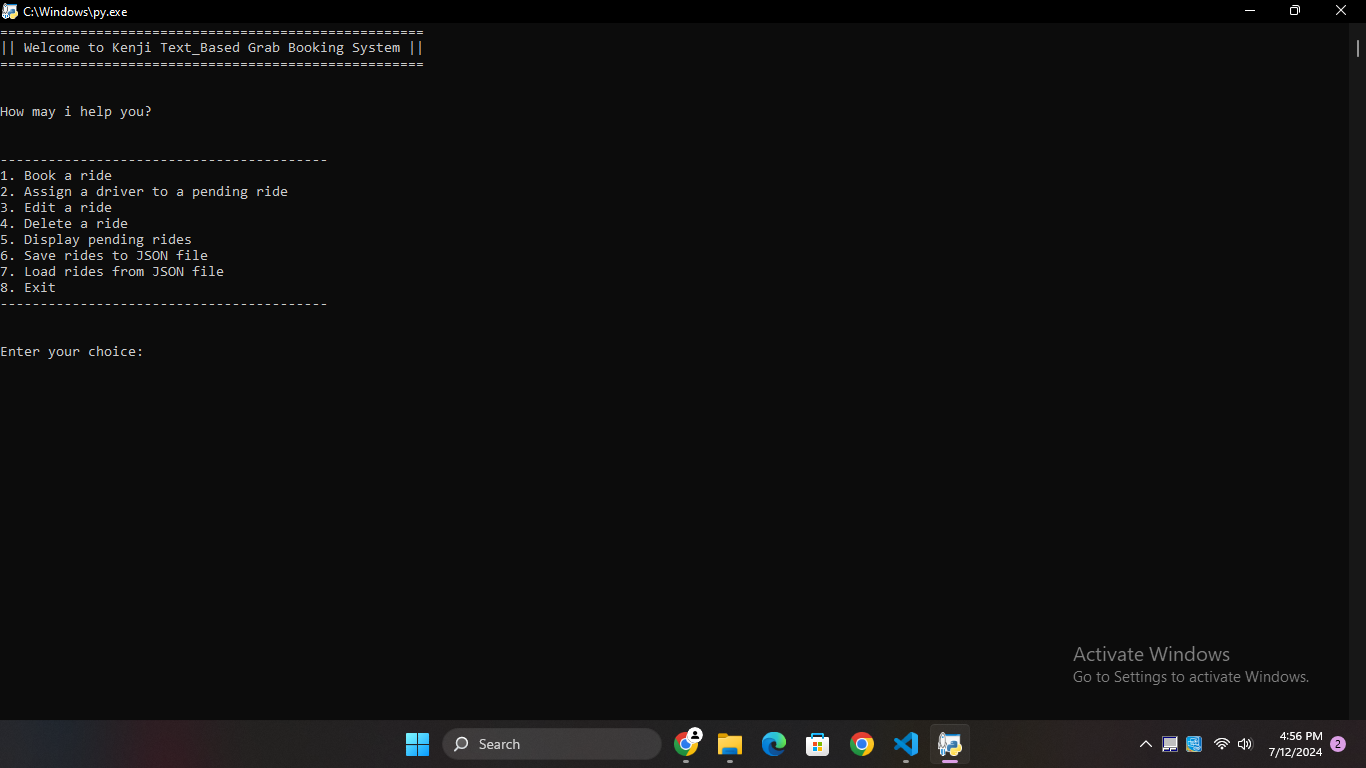 C:\Windows\py.exe
=====================================================
|| Welcome to Kenji Text_Based Grab Booking System ||
=====================================================
How may i help you?
-----------------------------------------
1. Book a ride
2. Assign a driver to a pending ride
3. Edit a ride
4. Delete a ride
5. Display pending rides
6. Save rides to JSON file
7. Load rides from JSON file
8. Exit
-----------------------------------------
Enter your choice:
Activate Windows
Go to Settings to activate Windows.
Search
4:56 PM
7/12/2024
2